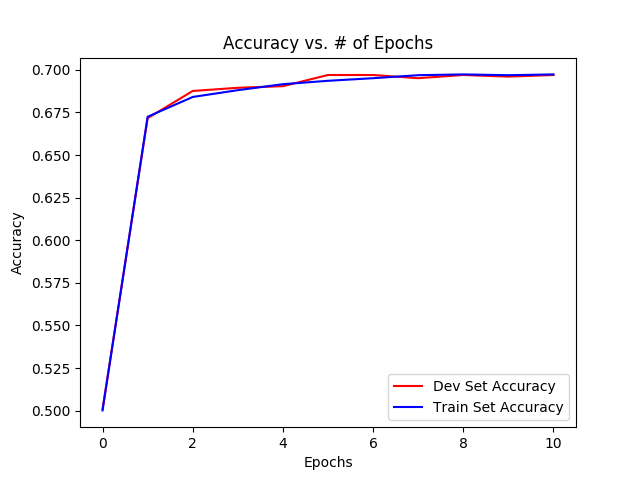 Accuracy vs. # of Epochs
0.700
0.675
0.650
0.625
0.600
0.575
0.550
0.525
0.500
Accuracy
Dev Set Accuracy
Train Set Accuracy
0 2 4 6 8 10
Epochs